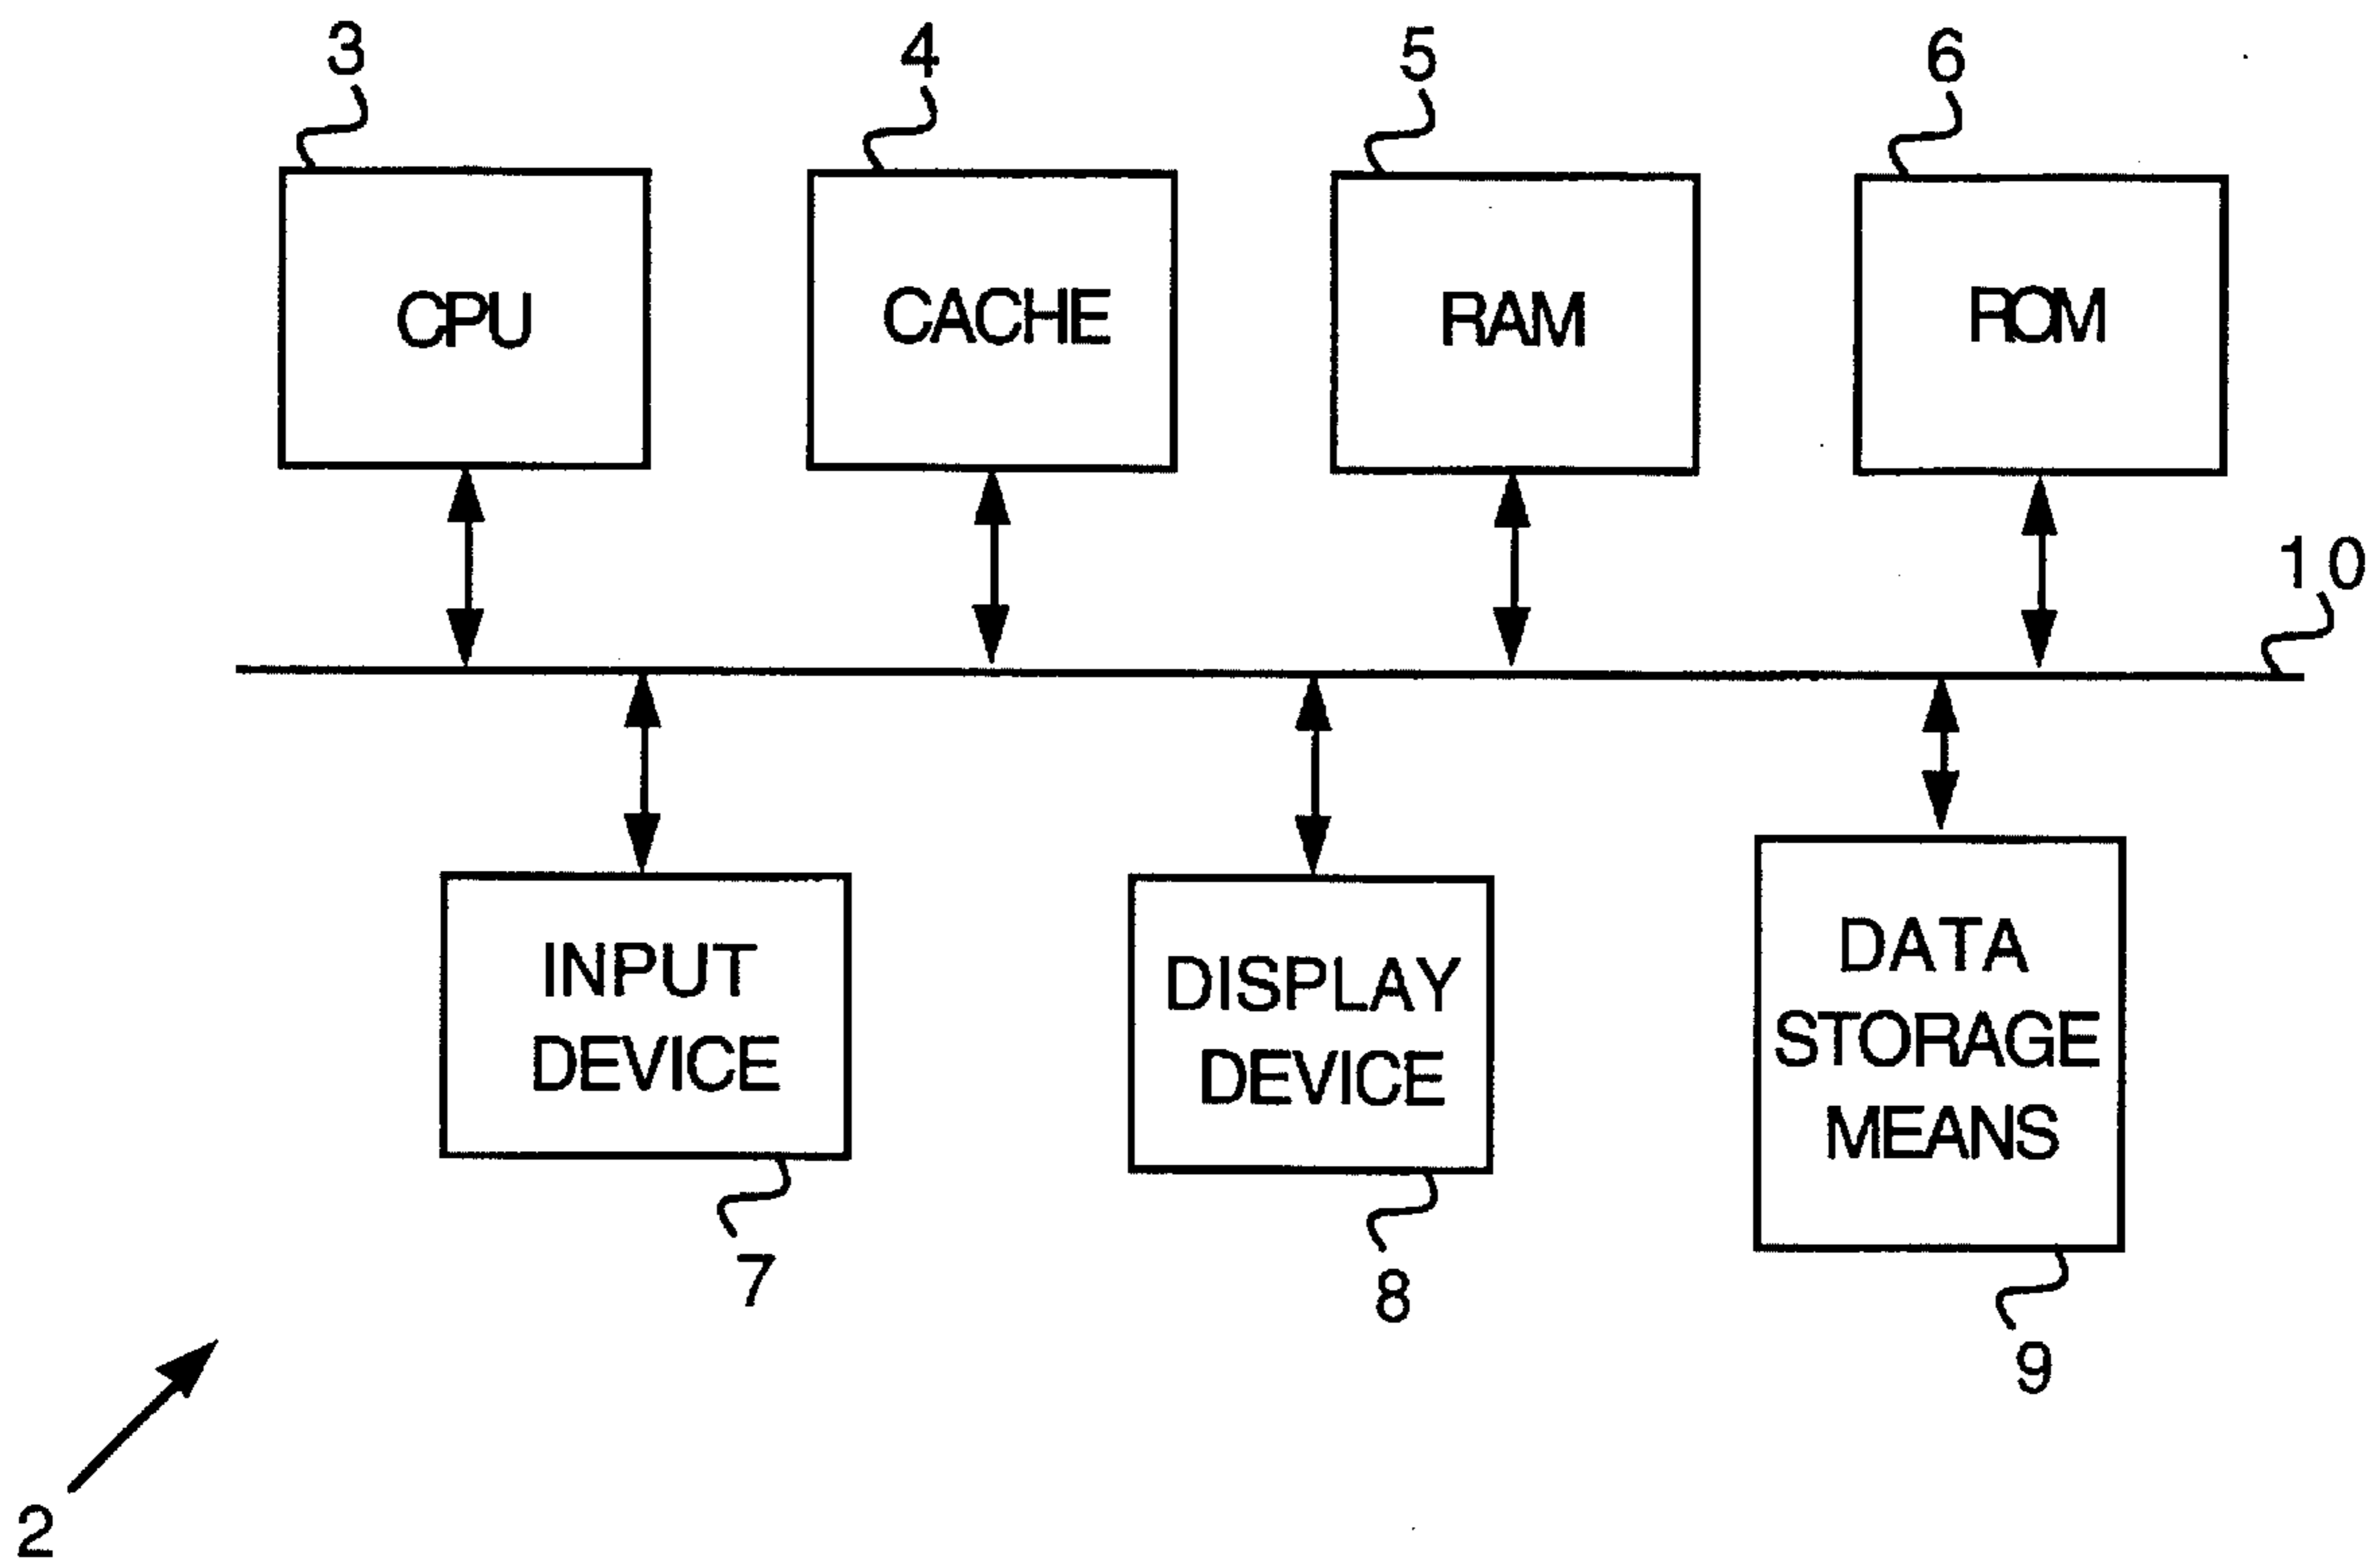 3
4
5
6
CPU
CACHE
RAM
ROM
10
INPUT
DEVICE
DISPLAY
DEVICE
DATA
STORAGE
MEANS
7
8
9
2